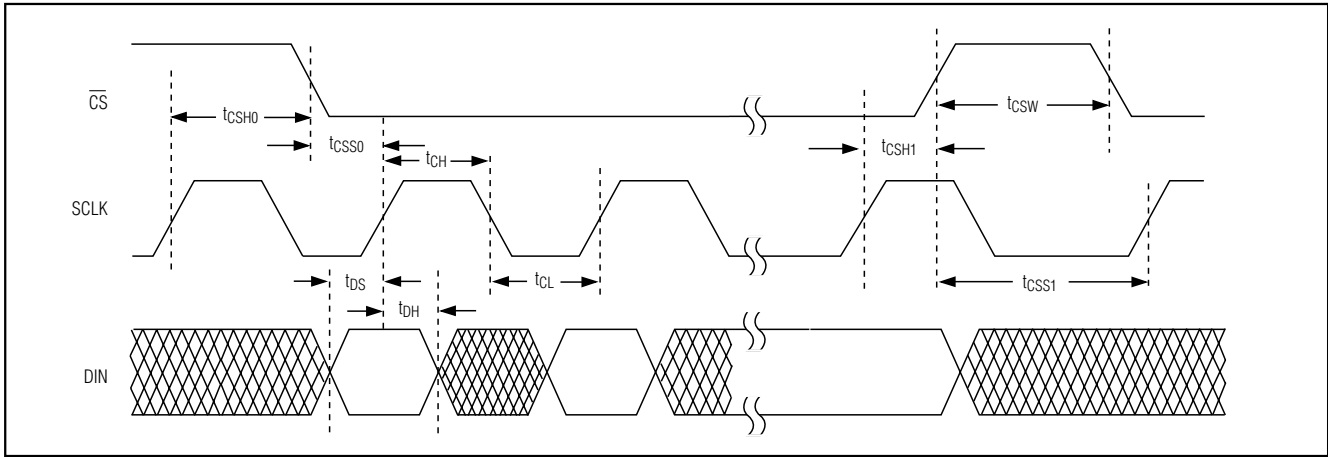 CS
tCSH0
tCSW
tCSS0
tCH
tCSH1
SCLK
tDS
tCL
tCSS1
tDH
DIN